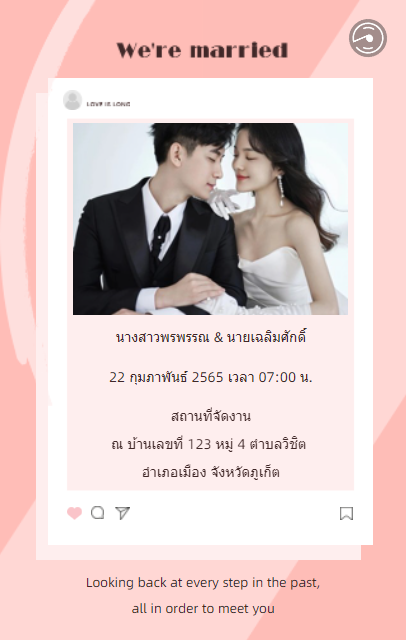 We're married
LOVE IS LONG
นางสาวพรพรรณ & นายเฉลิมศักดิ์
22 กุมภาพันธ์ 2565 เวลา 07:00 น.
สถานที่จัดงาน
ณ บ้านเลขที่ 123 หมู่ 4 ตำบลวิชิต
อำเภอเมือง จังหวัดภูเก็ต
Looking back at every step in the past,
all in order to meet you